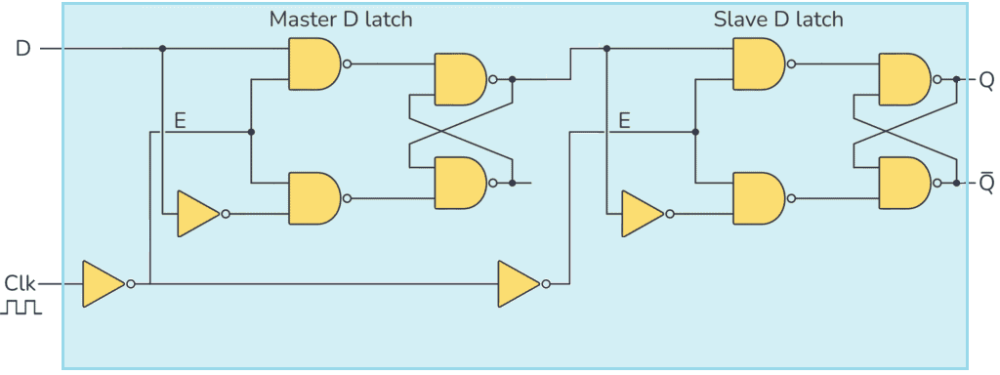 Master D latch
Slave D latch
D
Q
E
E
Q̅
Clk